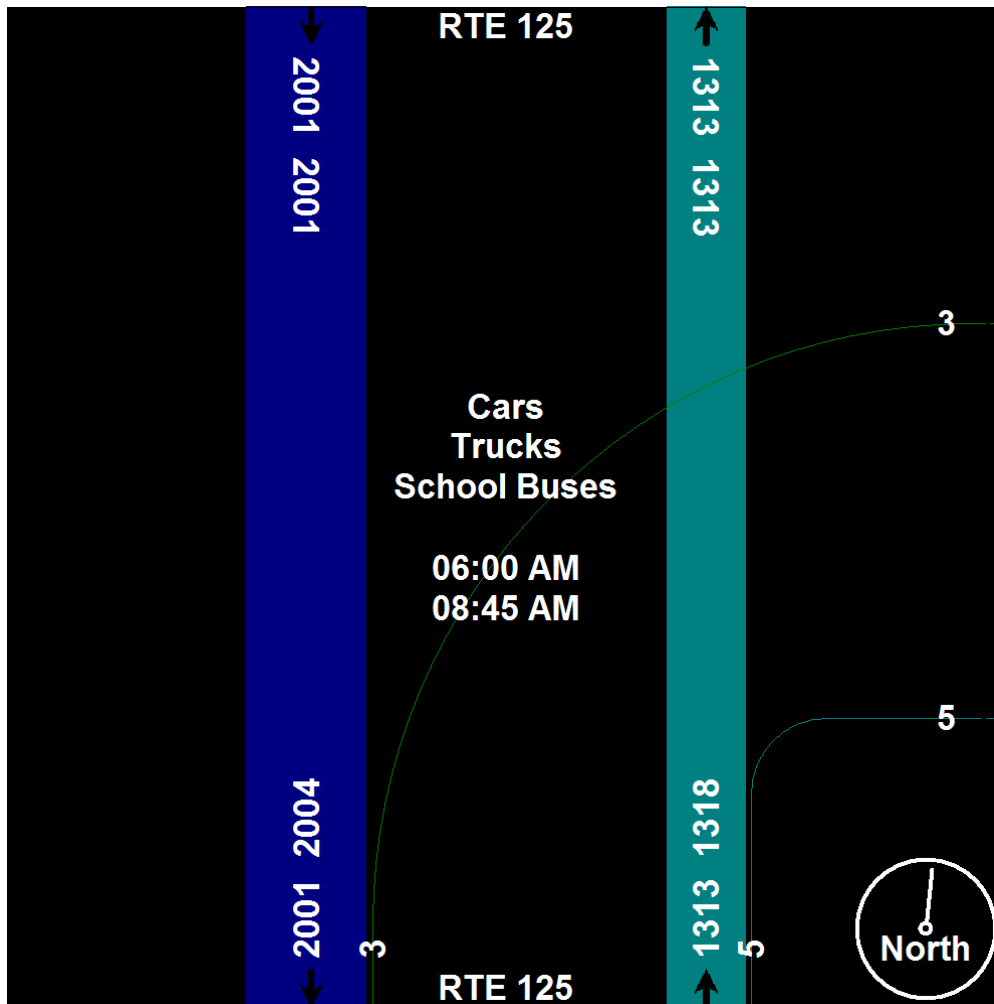 RTE 125
2001 2001
1313 1313
3
Cars
Trucks
School Buses
06:00 AM
08:45 AM
5
2001 2004
3
1313 1318
5
North
RTE 125